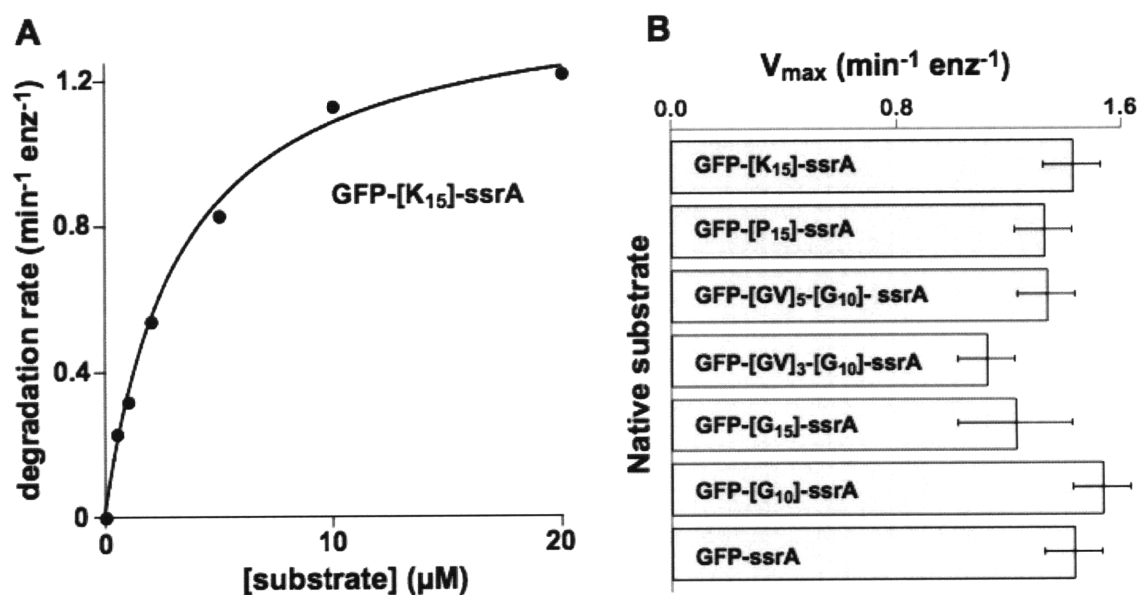 A
degradation rate (min⁻¹ enz⁻¹)
1.2
0.8
0.4
0
0
10
20
[substrate] (µM)
GFP-[K₁₅]-ssrA
B
Vₘₐₓ (min⁻¹ enz⁻¹)
0.0
0.8
1.6
Native substrate
GFP-[K₁₅]-ssrA
GFP-[P₁₅]-ssrA
GFP-[GV]₅-[G₁₀]- ssrA
GFP-[GV]₃-[G₁₀]-ssrA
GFP-[G₁₅]-ssrA
GFP-[G₁₀]-ssrA
GFP-ssrA